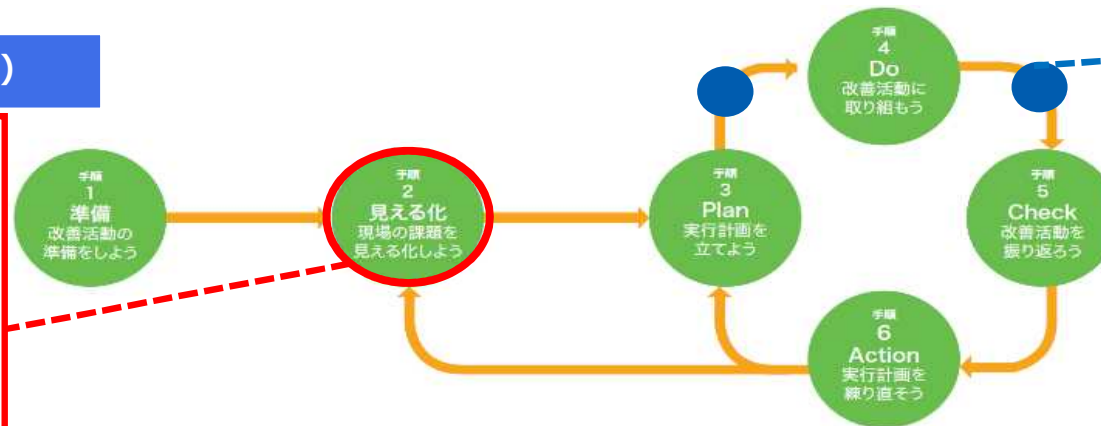 )
手順
1
準備
改善活動の
準備をしよう
手順
2
見える化
現場の課題を
見える化しよう
手順
3
Plan
実行計画を
立てよう
手順
4
Do
改善活動に
取り組もう
手順
5
Check
改善活動を
振り返ろう
手順
6
Action
実行計画を
練り直そう